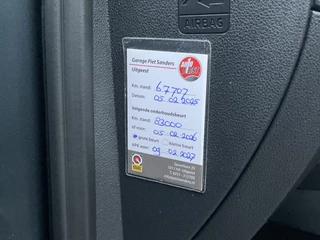 AIRBAG
Garage Piet Sanders
Uitgeest
Km. stand: 67707
Datum: 05 02 2025
Volgende onderhoudsbeurt
Km. stand: 83000
of voor: 05 02 2026
grote beurt kleine beurt
APK voor: 09 02 2027